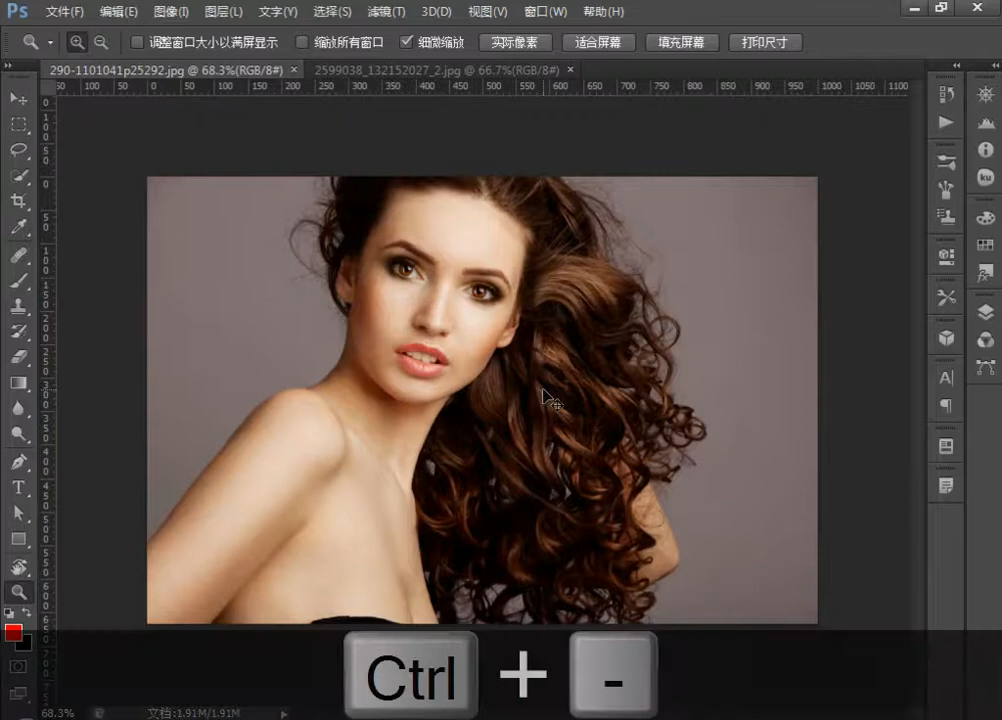 Ps 文件(F) 编辑(E) 图像(I) 图层(L) 文字(Y) 选择(S) 滤镜(T) 3D(D) 视图(V) 窗口(W) 帮助(H)
调整窗口大小以满屏显示 缩放所有窗口 细微缩放 实际像素 适合屏幕 填充屏幕 打印尺寸
290-1101041p25292.jpg @ 68.3%(RGB/8#) × 2599038_132152027_2.jpg @ 66.7%(RGB/8#) ×
50 100 50 0 50 100 150 200 250 300 350 400 450 500 550 600 650 700 750 800 850 900 950 1000 1050 1100
ku
A
T
Ctrl + -
68.3% 文档:1.91M/1.91M